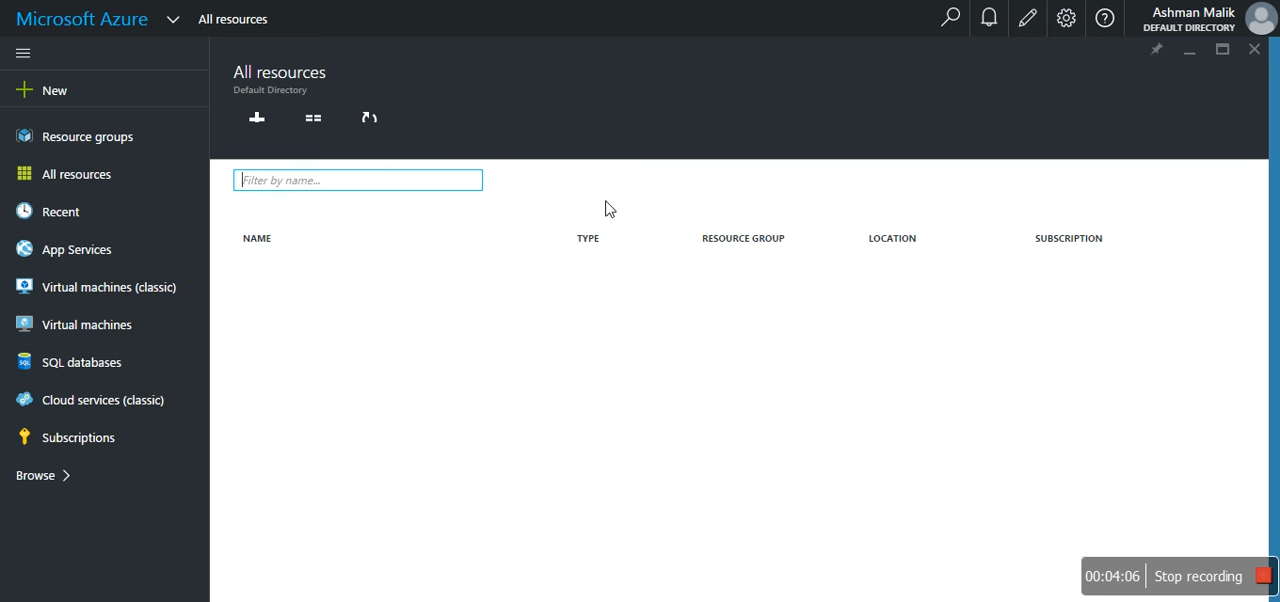 Microsoft Azure All resources Ashman Malik
DEFAULT DIRECTORY
All resources
Default Directory
New
Resource groups
All resources
Recent
App Services
Virtual machines (classic)
Virtual machines
SQL databases
Cloud services (classic)
Subscriptions
Browse
Filter by name...
NAME TYPE RESOURCE GROUP LOCATION SUBSCRIPTION
00:04:06 Stop recording